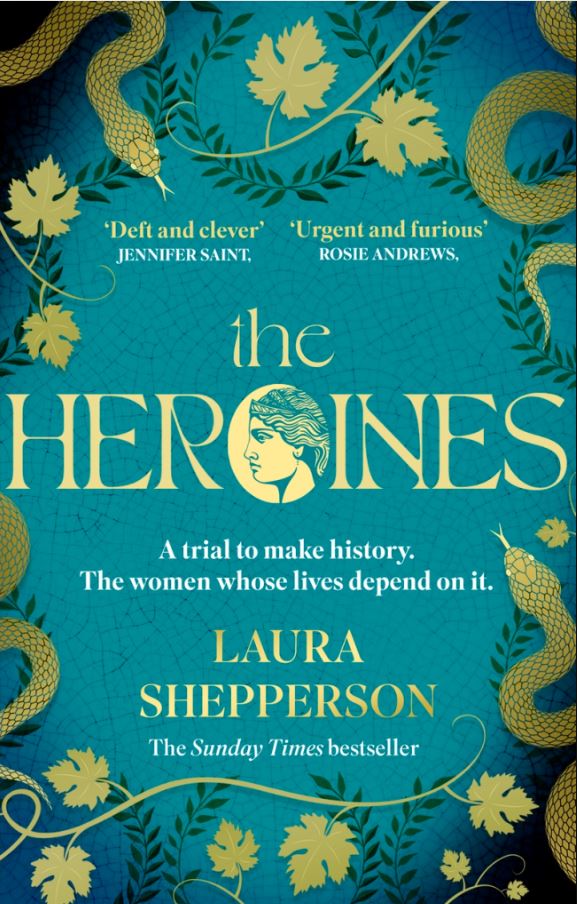 'Deft and clever' 'Urgent and furious'
JENNIFER SAINT, ROSIE ANDREWS,
the
HEROINES
A trial to make history.
The women whose lives depend on it.
LAURA
SHEPPERSON
The Sunday Times bestseller